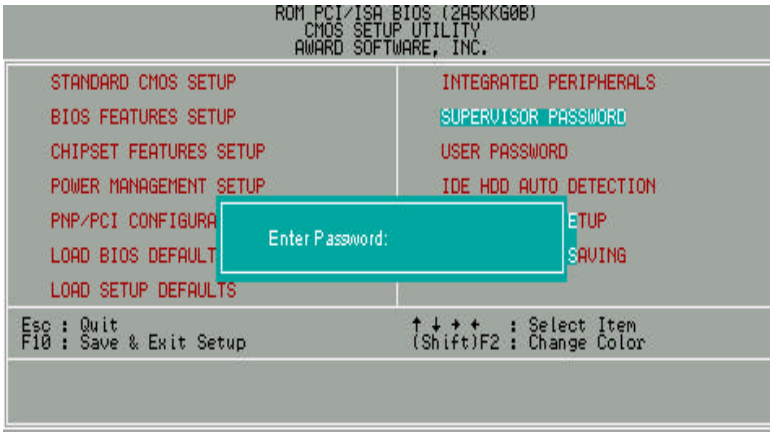 ROM PCI/ISA BIOS (2A5KKG0B)
CMOS SETUP UTILITY
AWARD SOFTWARE, INC.
STANDARD CMOS SETUP
BIOS FEATURES SETUP
CHIPSET FEATURES SETUP
POWER MANAGEMENT SETUP
PNP/PCI CONFIGURA
LOAD BIOS DEFAULT
LOAD SETUP DEFAULTS
INTEGRATED PERIPHERALS
SUPERVISOR PASSWORD
USER PASSWORD
IDE HDD AUTO DETECTION
ETUP
SAVING
Enter Password:
Esc : Quit
F10 : Save & Exit Setup
↑ ↓ → ← : Select Item
(Shift)F2 : Change Color